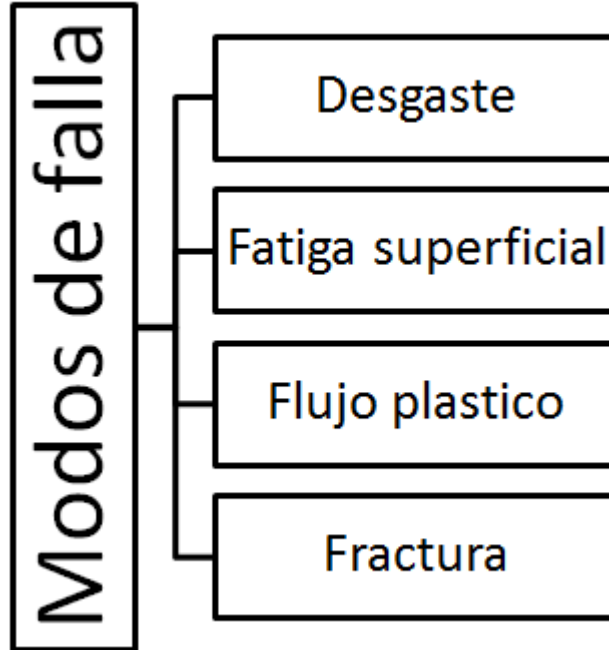 Modos de falla
Desgaste
Fatiga superficial
Flujo plastico
Fractura